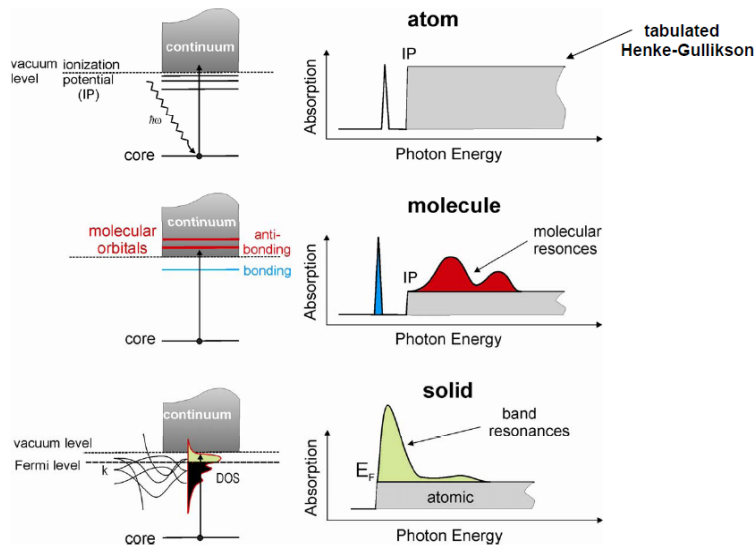 atom
tabulated
Henke-Gullikson
continuum
vacuum
level
ionization
potential
(IP)
ħω
core
IP
Absorption
Photon Energy
molecule
molecular
orbitals
continuum
anti-
bonding
bonding
core
molecular
resonces
IP
Absorption
Photon Energy
solid
continuum
vacuum level
Fermi level
k
DOS
core
band
resonances
E_F
atomic
Absorption
Photon Energy